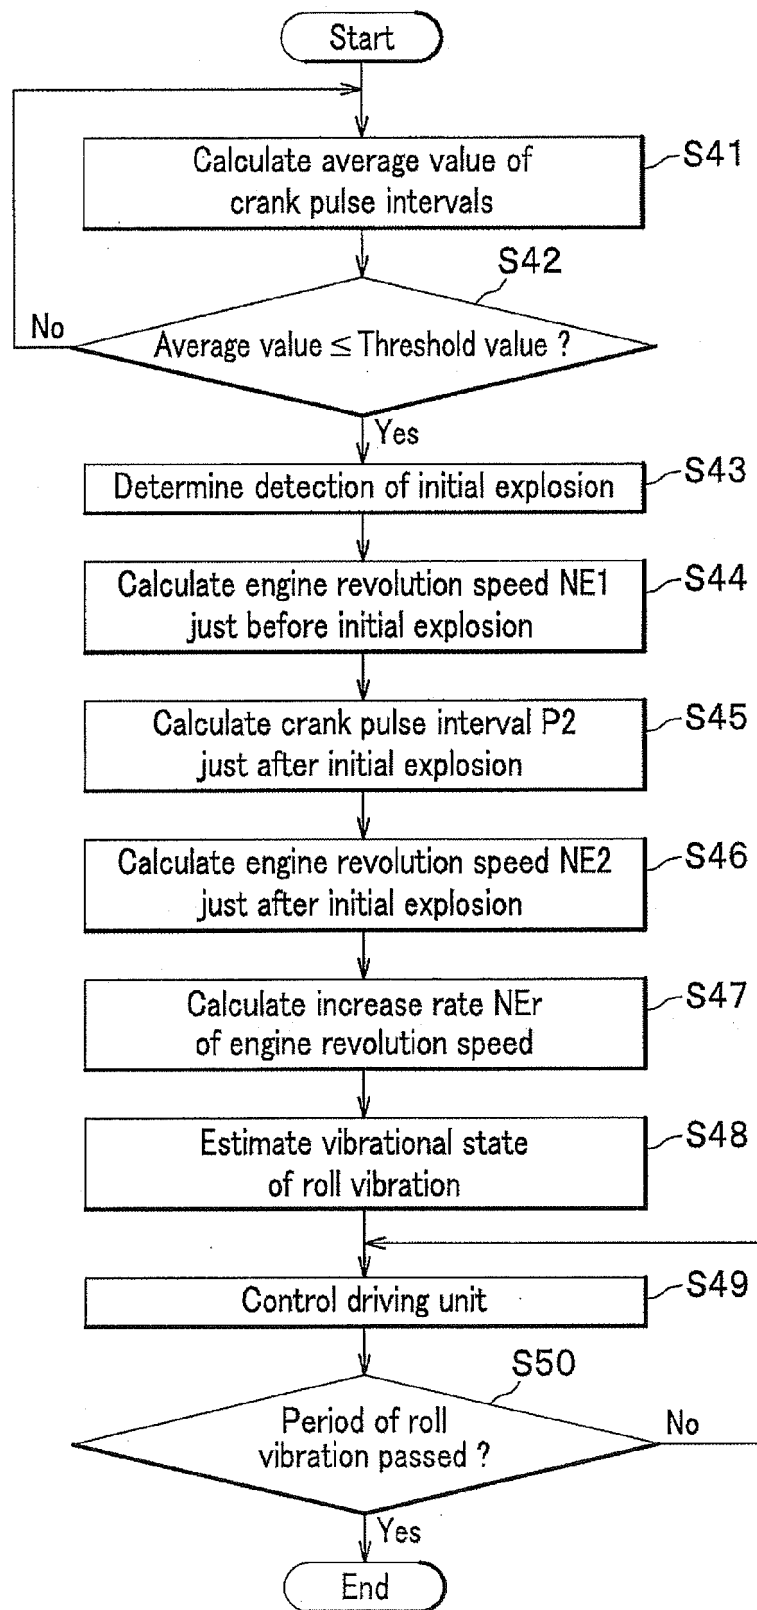 Start
Calculate average value of
crank pulse intervals
S41
S42
No
Average value ≤ Threshold value ?
Yes
Determine detection of initial explosion
S43
Calculate engine revolution speed NE1
just before initial explosion
S44
Calculate crank pulse interval P2
just after initial explosion
S45
Calculate engine revolution speed NE2
just after initial explosion
S46
Calculate increase rate NEr
of engine revolution speed
S47
Estimate vibrational state
of roll vibration
S48
Control driving unit
S49
S50
Period of roll
vibration passed ?
No
Yes
End